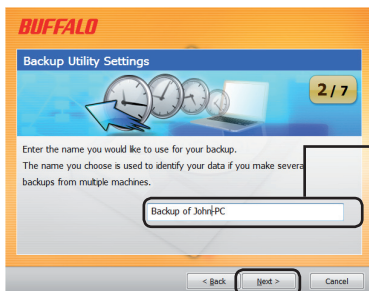 BUFFALO
Backup Utility Settings
2 / 7
Enter the name you would like to use for your backup.
The name you choose is used to identify your data if you make severa
backups from multiple machines.
Backup of John-PC
< Back
Next >
Cancel